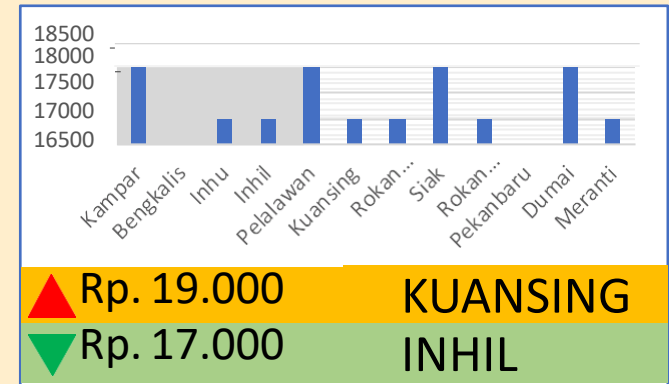 18500
18000
17500
17000
16500
Kampar
Bengkalis
Inhu
Inhil
Pelalawan
Kuansing
Rokan...
Siak
Rokan...
Pekanbaru
Dumai
Meranti
Rp. 19.000 KUANSING
Rp. 17.000 INHIL